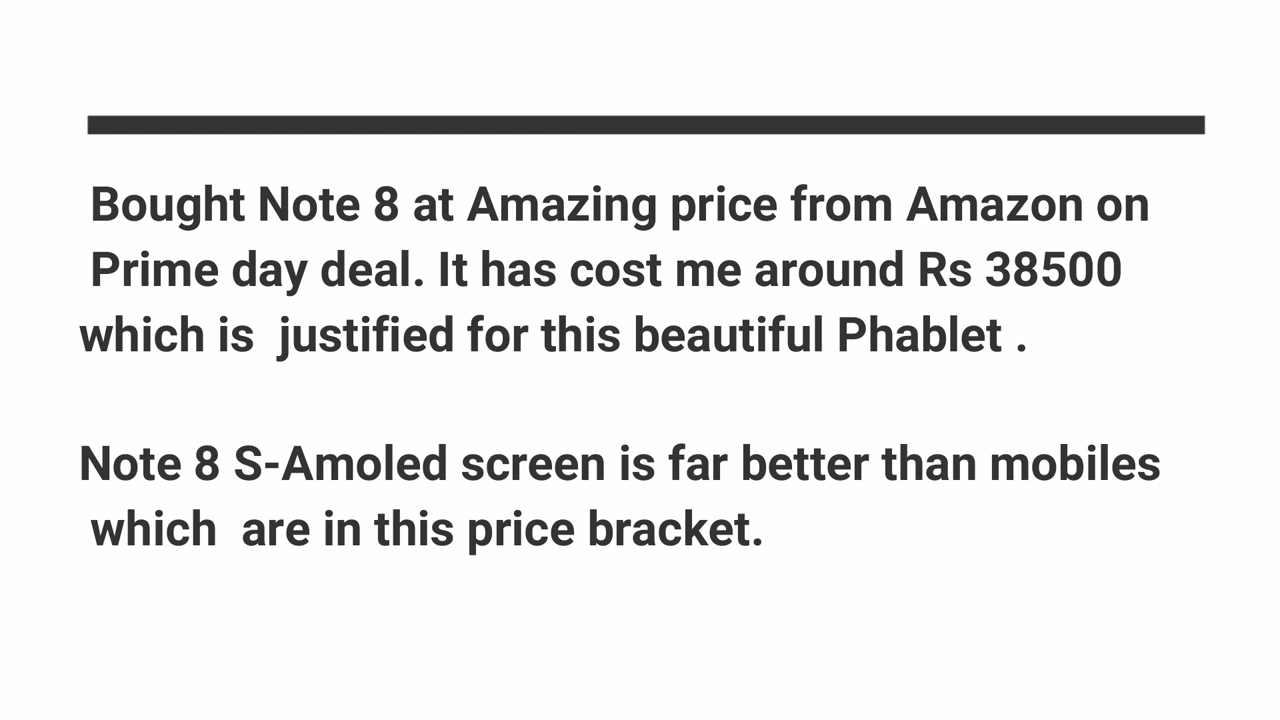 Bought Note 8 at Amazing price from Amazon on
Prime day deal. It has cost me around Rs 38500
which is  justified for this beautiful Phablet .
Note 8 S-Amoled screen is far better than mobiles
which  are in this price bracket.